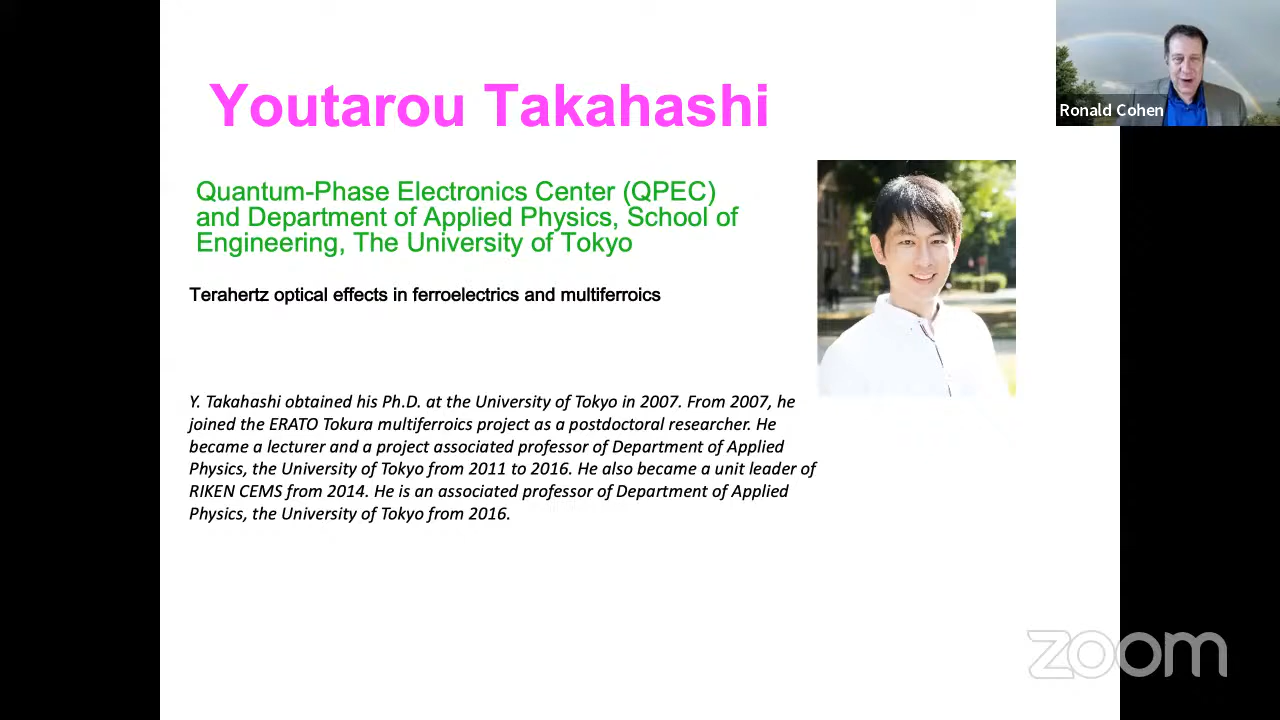 Youtarou Takahashi
Ronald Cohen
Quantum-Phase Electronics Center (QPEC)
and Department of Applied Physics, School of
Engineering, The University of Tokyo
Terahertz optical effects in ferroelectrics and multiferroics
Y. Takahashi obtained his Ph.D. at the University of Tokyo in 2007. From 2007, he
joined the ERATO Tokura multiferroics project as a postdoctoral researcher. He
became a lecturer and a project associated professor of Department of Applied
Physics, the University of Tokyo from 2011 to 2016. He also became a unit leader of
RIKEN CEMS from 2014. He is an associated professor of Department of Applied
Physics, the University of Tokyo from 2016.
zoom